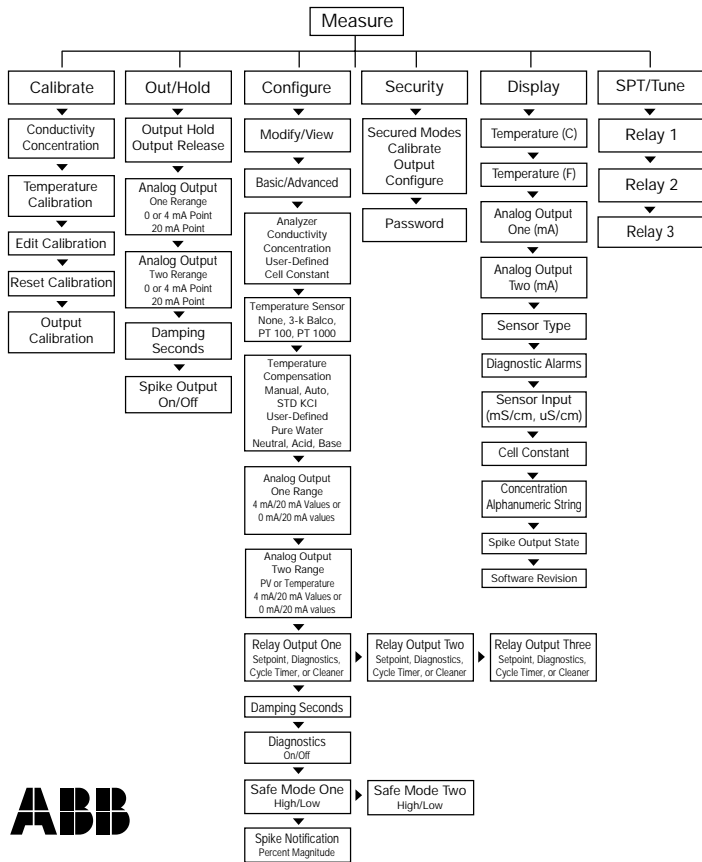 Measure
Calibrate
Conductivity
Concentration
Temperature
Calibration
Edit Calibration
Reset Calibration
Output
Calibration
Out/Hold
Output Hold
Output Release
Analog Output
One Rerange
0 or 4 mA Point
20 mA Point
Analog Output
Two Rerange
0 or 4 mA Point
20 mA Point
Damping
Seconds
Spike Output
On/Off
Configure
Modify/View
Basic/Advanced
Analyzer
Conductivity
Concentration
User-Defined
Cell Constant
Temperature Sensor
None, 3-k Balco,
PT 100, PT 1000
Temperature
Compensation
Manual, Auto,
STD KCI
User-Defined
Pure Water
Neutral, Acid, Base
Analog Output
One Range
4 mA/20 mA Values or
0 mA/20 mA values
Analog Output
Two Range
PV or Temperature
4 mA/20 mA Values or
0 mA/20 mA values
Relay Output One
Setpoint, Diagnostics,
Cycle Timer, or Cleaner
Relay Output Two
Setpoint, Diagnostics,
Cycle Timer, or Cleaner
Relay Output Three
Setpoint, Diagnostics,
Cycle Timer, or Cleaner
Damping Seconds
Diagnostics
On/Off
Safe Mode One
High/Low
Safe Mode Two
High/Low
Spike Notification
Percent Magnitude
Security
Secured Modes
Calibrate
Output
Configure
Password
Display
Temperature (C)
Temperature (F)
Analog Output
One (mA)
Analog Output
Two (mA)
Sensor Type
Diagnostic Alarms
Sensor Input
(mS/cm, uS/cm)
Cell Constant
Concentration
Alphanumeric String
Spike Output State
Software Revision
SPT/Tune
Relay 1
Relay 2
Relay 3
ABB